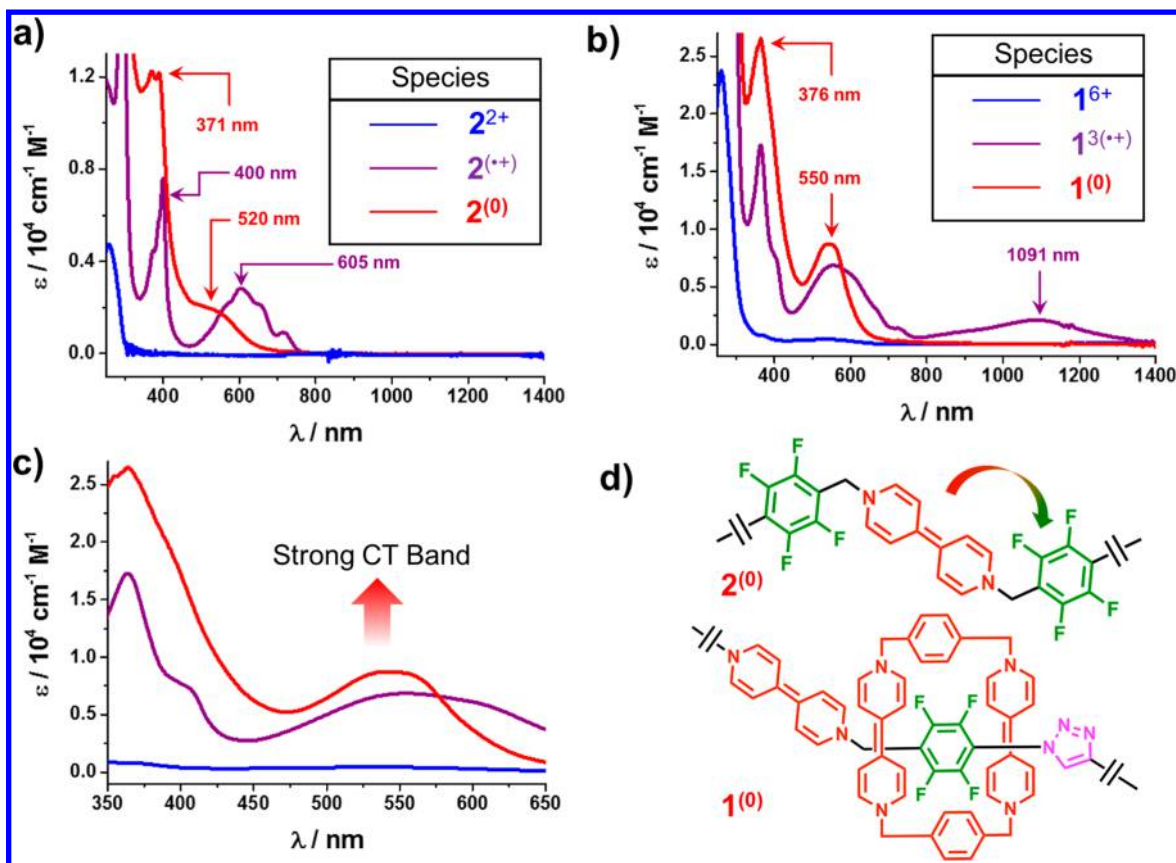 a)
1.2
0.8
0.4
0.0
ε / 10⁴ cm⁻¹ M⁻¹
400 600 800 1000 1200 1400
λ / nm
371 nm
400 nm
520 nm
605 nm
Species
2²⁺
2⁽•⁺⁾
2⁽⁰⁾
b)
2.5
2.0
1.5
1.0
0.5
0.0
ε / 10⁴ cm⁻¹ M⁻¹
400 600 800 1000 1200 1400
λ / nm
376 nm
550 nm
1091 nm
Species
1⁶⁺
1³⁽•⁺⁾
1⁽⁰⁾
c)
2.5
2.0
1.5
1.0
0.5
0.0
ε / 10⁴ cm⁻¹ M⁻¹
350 400 450 500 550 600 650
λ / nm
Strong CT Band
d)
F
F
F
F
N
N
F
F
F
F
2⁽⁰⁾
N
N
N
N
F
F
F
F
N
N
N
N
N
1⁽⁰⁾